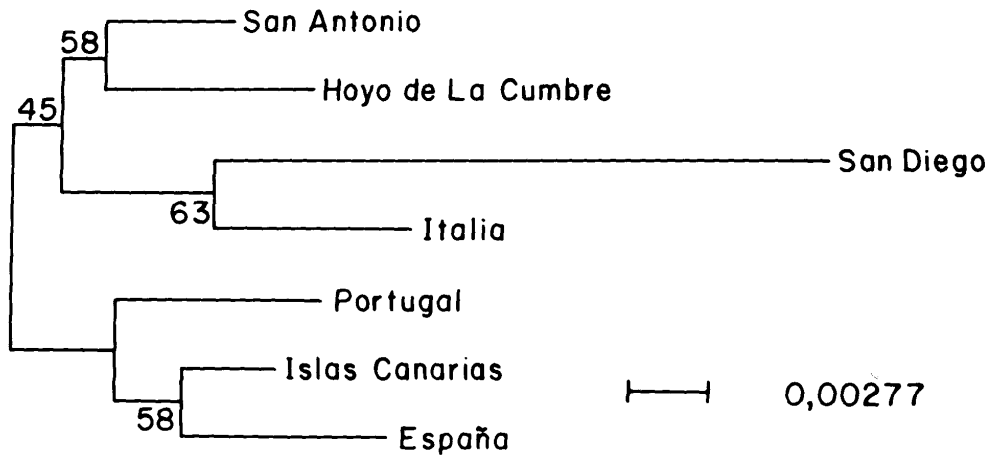 San Antonio
58
Hoyo de La Cumbre
45
San Diego
63
Italia
Portugal
Islas Canarias
0,00277
58
España